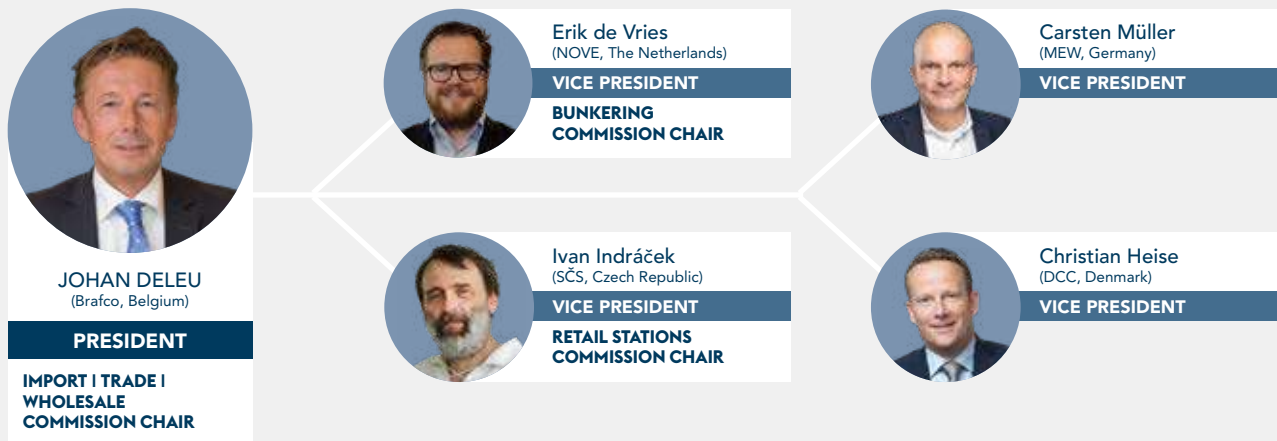 JOHAN DELEU
(Brafco, Belgium)
PRESIDENT
IMPORT I TRADE I
WHOLESALE
COMMISSION CHAIR
Erik de Vries
(NOVE, The Netherlands)
VICE PRESIDENT
BUNKERING
COMMISSION CHAIR
Ivan Indráček
(SČS, Czech Republic)
VICE PRESIDENT
RETAIL STATIONS
COMMISSION CHAIR
Carsten Müller
(MEW, Germany)
VICE PRESIDENT
Christian Heise
(DCC, Denmark)
VICE PRESIDENT